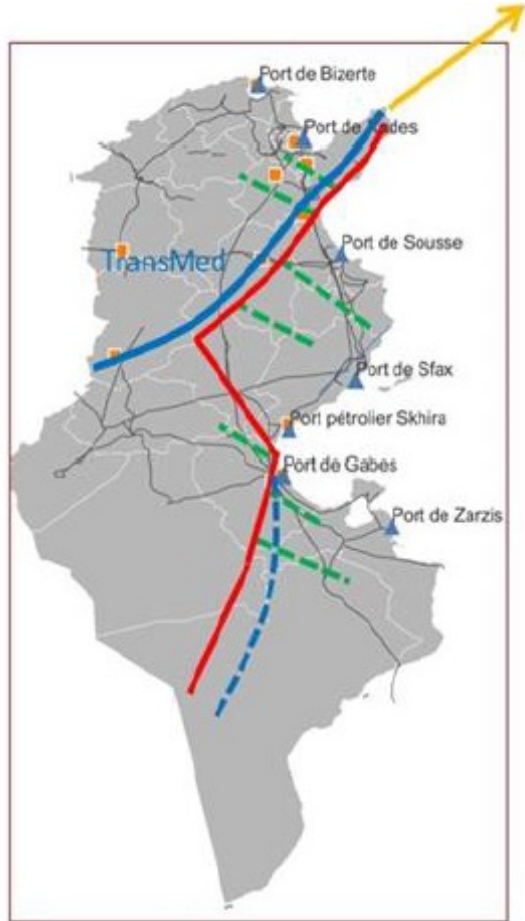 Port de Bizerte
Port de Rades
TransMed
Port de Sousse
Port de Sfax
Port pétrolier Skhira
Port de Gabes
Port de Zarzis